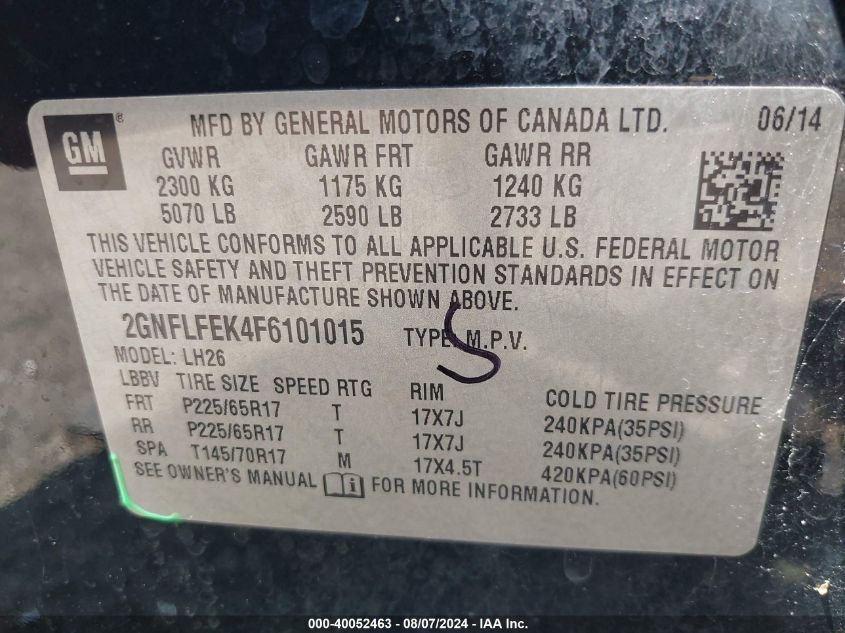 GM ®
MFD BY GENERAL MOTORS OF CANADA LTD. 06/14
GVWR GAWR FRT GAWR RR
2300 KG 1175 KG 1240 KG
5070 LB 2590 LB 2733 LB
THIS VEHICLE CONFORMS TO ALL APPLICABLE U.S. FEDERAL MOTOR
VEHICLE SAFETY AND THEFT PREVENTION STANDARDS IN EFFECT ON
THE DATE OF MANUFACTURE SHOWN ABOVE.
2GNFLFEK4F6101015 TYPE: M.P.V.
S
MODEL: LH26
LBBV TIRE SIZE SPEED RTG RIM COLD TIRE PRESSURE
FRT P225/65R17 T 17X7J 240KPA(35PSI)
RR P225/65R17 T 17X7J 240KPA(35PSI)
SPA T145/70R17 M 17X4.5T 420KPA(60PSI)
SEE OWNER'S MANUAL i FOR MORE INFORMATION.
000-40052463 - 08/07/2024 - IAA Inc.